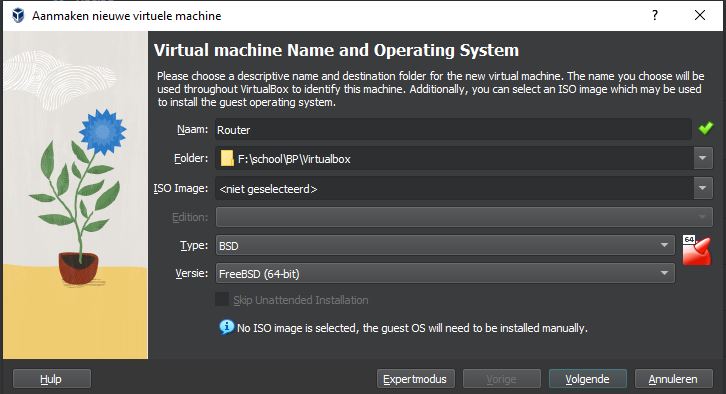 Aanmaken nieuwe virtuele machine
? ×
Virtual machine Name and Operating System
Please choose a descriptive name and destination folder for the new virtual machine. The name you choose will be
used throughout VirtualBox to identify this machine. Additionally, you can select an ISO image which may be used
to install the guest operating system.
Naam: Router
Folder: F:\school\BP\Virtualbox
ISO Image: <niet geselecteerd>
Edition:
Type: BSD
64
Versie: FreeBSD (64-bit)
Skip Unattended Installation
No ISO image is selected, the guest OS will need to be installed manually.
Hulp Expertmodus Vorige Volgende Annuleren